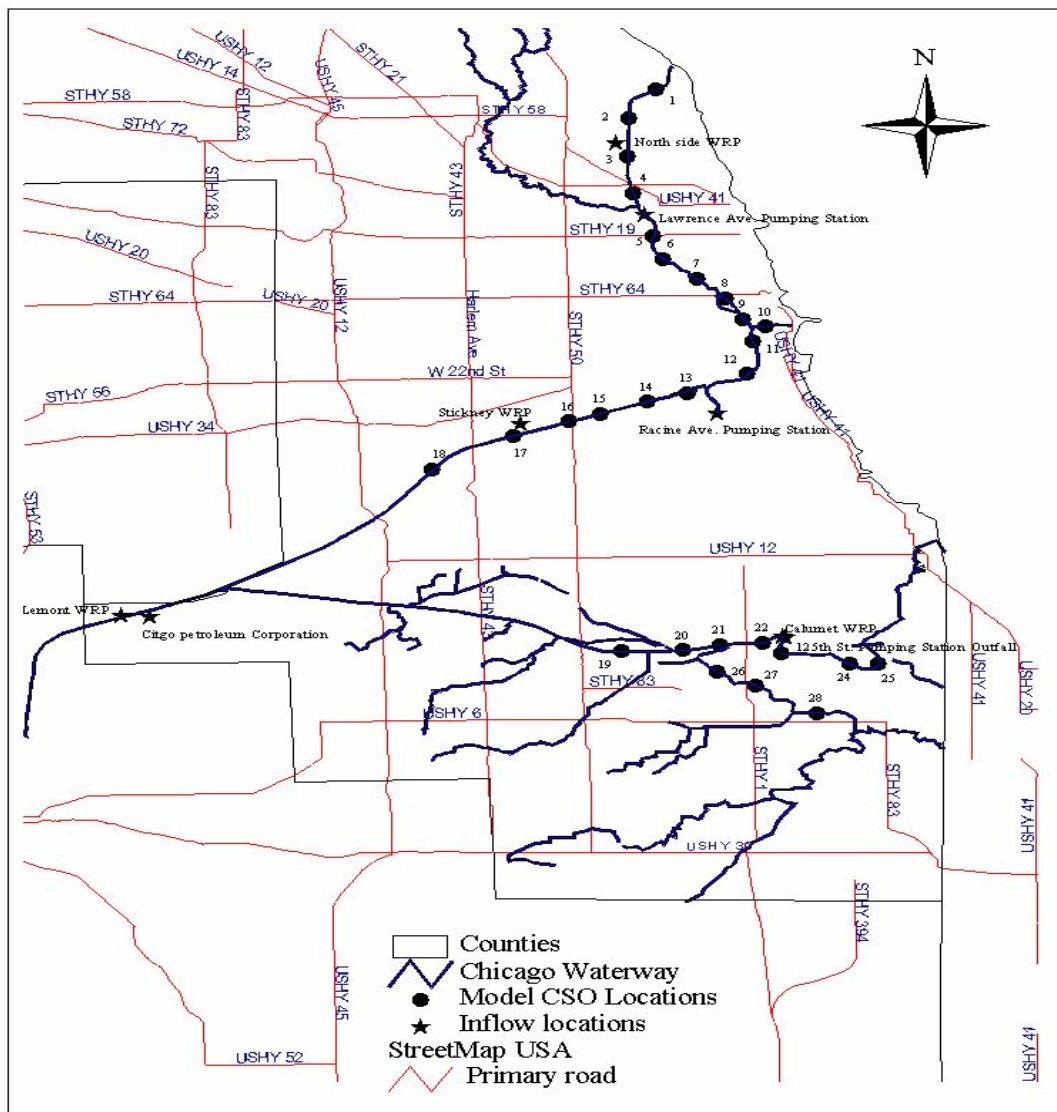 N
USHY 12
USHY 14
USHY 45
STHY 21
STHY 58
STHY 58
STHY 72
STHY 83
STHY 43
STHY 83
1
2
North side WRP
3
4
USHY 41
Lawrence Ave. Pumping Station
STHY 19
5
6
USHY 20
7
STHY 64
USHY 20
STHY 64
8
9
10
11
USHY 12
Harlem Ave
STHY 50
USHY 41
USHY 41
12
W 22nd St
13
14
15
16
STHY 66
Stickney WRP
Racine Ave. Pumping Station
USHY 34
17
18
STHY 53
USHY 12
Lemont WRP
Citgo petroleum Corporation
STHY 43
19
20
21
22
Calumet WRP
125th St. Pumping Station Outfall
24
25
26
27
28
STHY 83
USHY 6
USHY 41
USHY 20
STHY 1
STHY 83
USHY 41
USHY 30
STHY 394
USHY 45
USHY 52
USHY 41
Counties
Chicago Waterway
Model CSO Locations
Inflow locations
StreetMap USA
Primary road